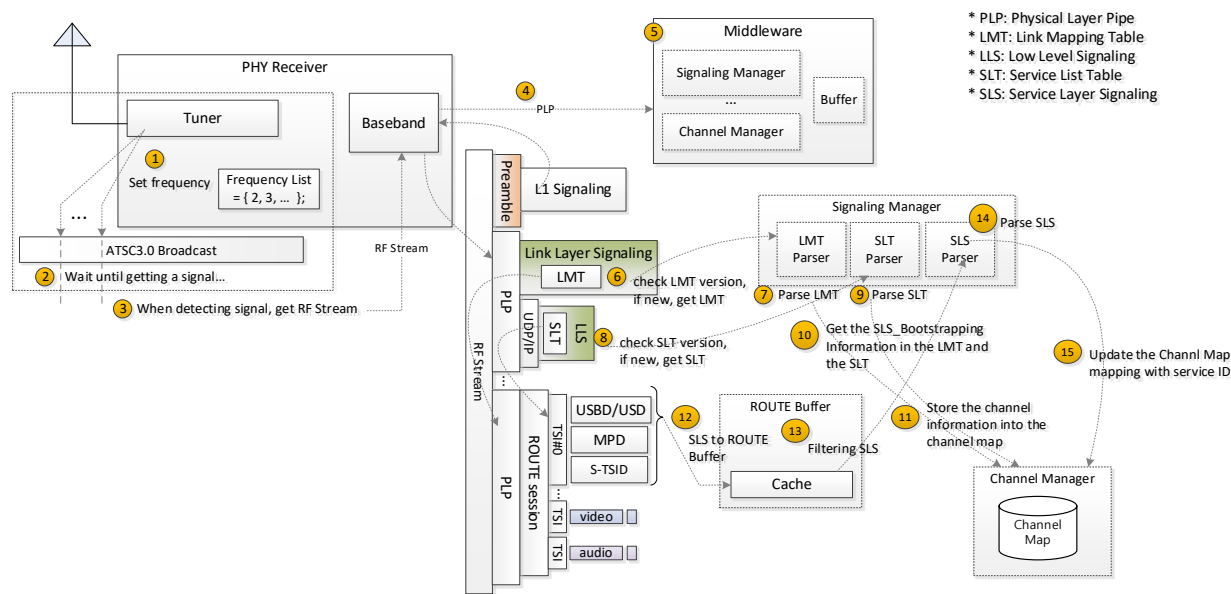 * PLP: Physical Layer Pipe
* LMT: Link Mapping Table
* LLS: Low Level Signaling
* SLT: Service List Table
* SLS: Service Layer Signaling
PHY Receiver
Tuner
Baseband
1
Set frequency
Frequency List
= { 2, 3, ... };
...
ATSC3.0 Broadcast
2
Wait until getting a signal...
3
When detecting signal, get RF Stream
RF Stream
4
PLP
5
Middleware
Signaling Manager
...
Channel Manager
Buffer
RF Stream
Preamble
L1 Signaling
PLP
Link Layer Signaling
LMT
6
check LMT version,
if new, get LMT
UDP/IP
SLT
LLS
8
check SLT version,
if new, get SLT
...
PLP
ROUTE session
TSI#0
USBD/USD
MPD
S-TSID
...
TSI
video
TSI
audio
12
SLS to ROUTE
Buffer
ROUTE Buffer
13
Filtering SLS
Cache
Signaling Manager
LMT
Parser
SLT
Parser
SLS
Parser
14
Parse SLS
7
Parse LMT
9
Parse SLT
10
Get the SLS_Bootstrapping
Information in the LMT and
the SLT
11
Store the channel
information into the
channel map
15
Update the Channl Map
mapping with service ID
Channel Manager
Channel
Map